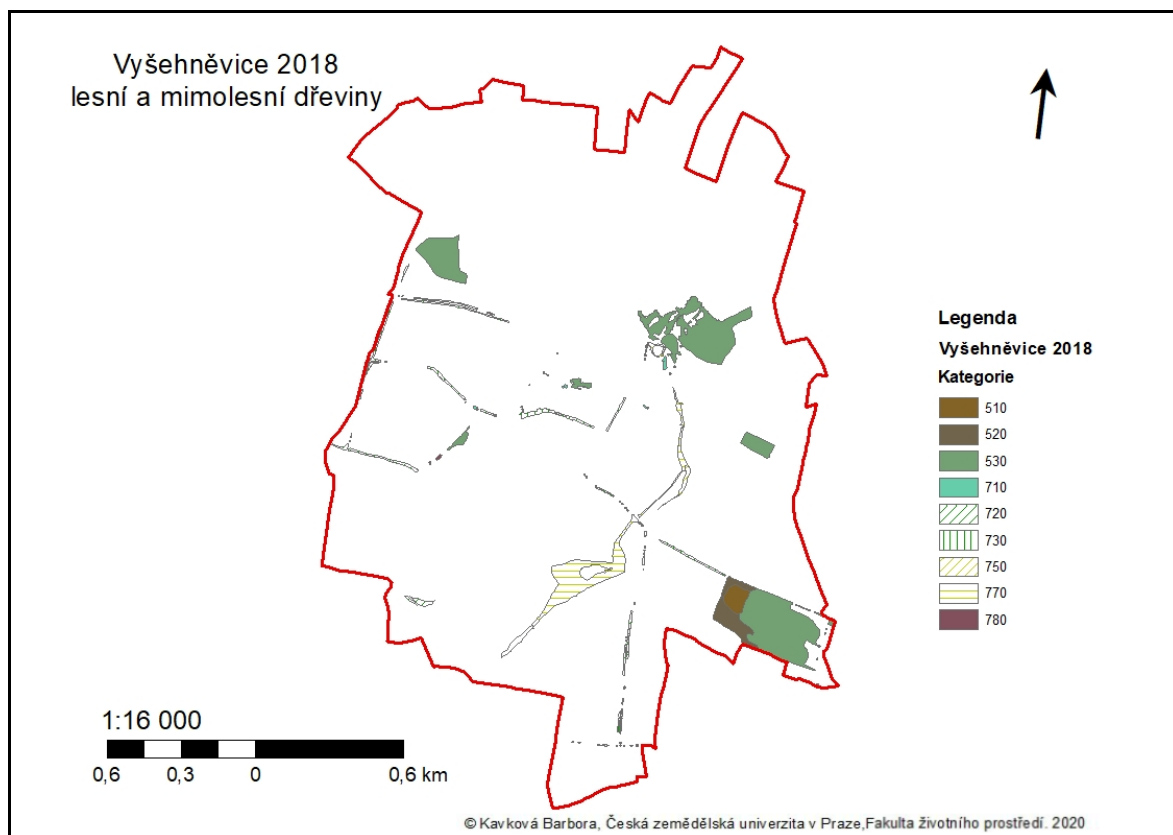 Vyšehněvice 2018
lesní a mimolesní dřeviny
Legenda
Vyšehněvice 2018
Kategorie
510
520
530
710
720
730
750
770
780
1:16 000
0,6 0,3 0 0,6 km
© Kavková Barbora, Česká zemědělská univerzita v Praze,Fakulta životního prostředí. 2020